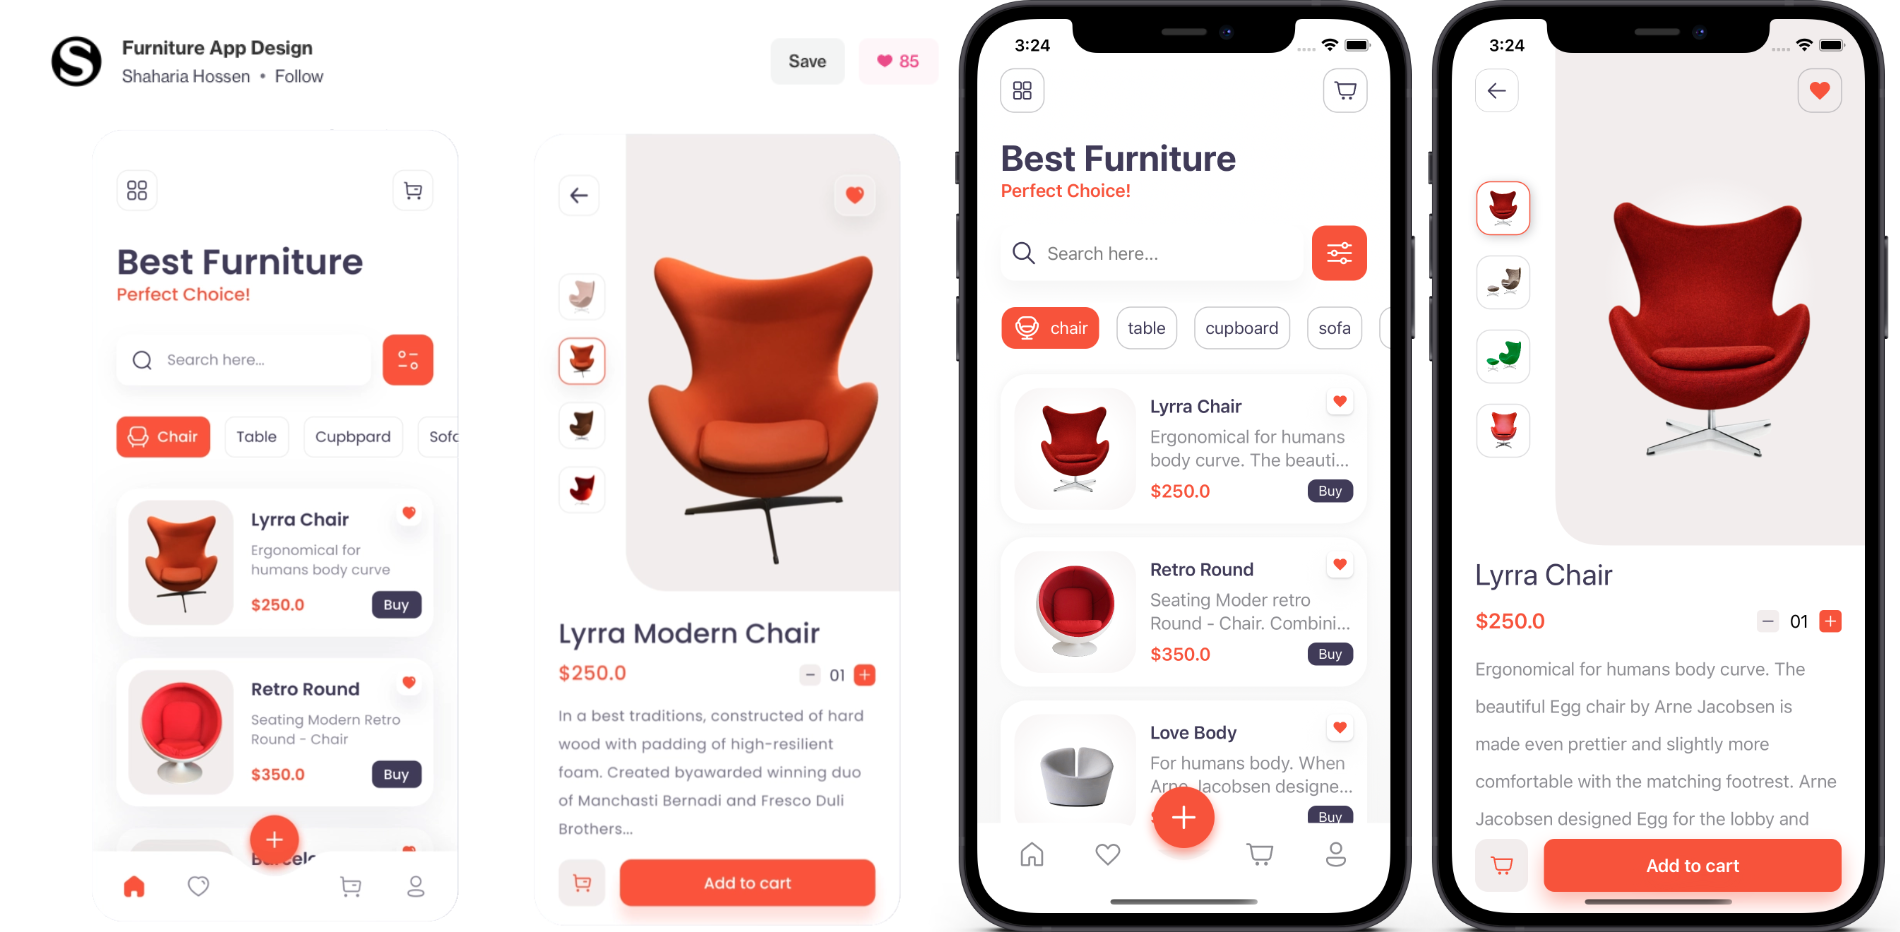 Furniture App Design
Shaharia Hossen • Follow
Save
85
Best Furniture
Perfect Choice!
Search here...
Chair
Table
Cupbpard
Sofa
Lyrra Chair
Ergonomical for
humans body curve
$250.0
Buy
Retro Round
Seating Modern Retro
Round - Chair
$350.0
Buy
Lyrra Modern Chair
$250.0
01
In a best traditions, constructed of hard
wood with padding of high-resilient
foam. Created byawarded winning duo
of Manchasti Bernadi and Fresco Duli
Brothers...
Add to cart
3:24
Best Furniture
Perfect Choice!
Search here...
chair
table
cupboard
sofa
Lyrra Chair
Ergonomical for humans
body curve. The beauti...
$250.0
Buy
Retro Round
Seating Moder retro
Round - Chair. Combini...
$350.0
Buy
Love Body
For humans body. When
Arne Jacobsen designe...
Buy
3:24
Lyrra Chair
$250.0
01
Ergonomical for humans body curve. The
beautiful Egg chair by Arne Jacobsen is
made even prettier and slightly more
comfortable with the matching footrest. Arne
Jacobsen designed Egg for the lobby and
Add to cart